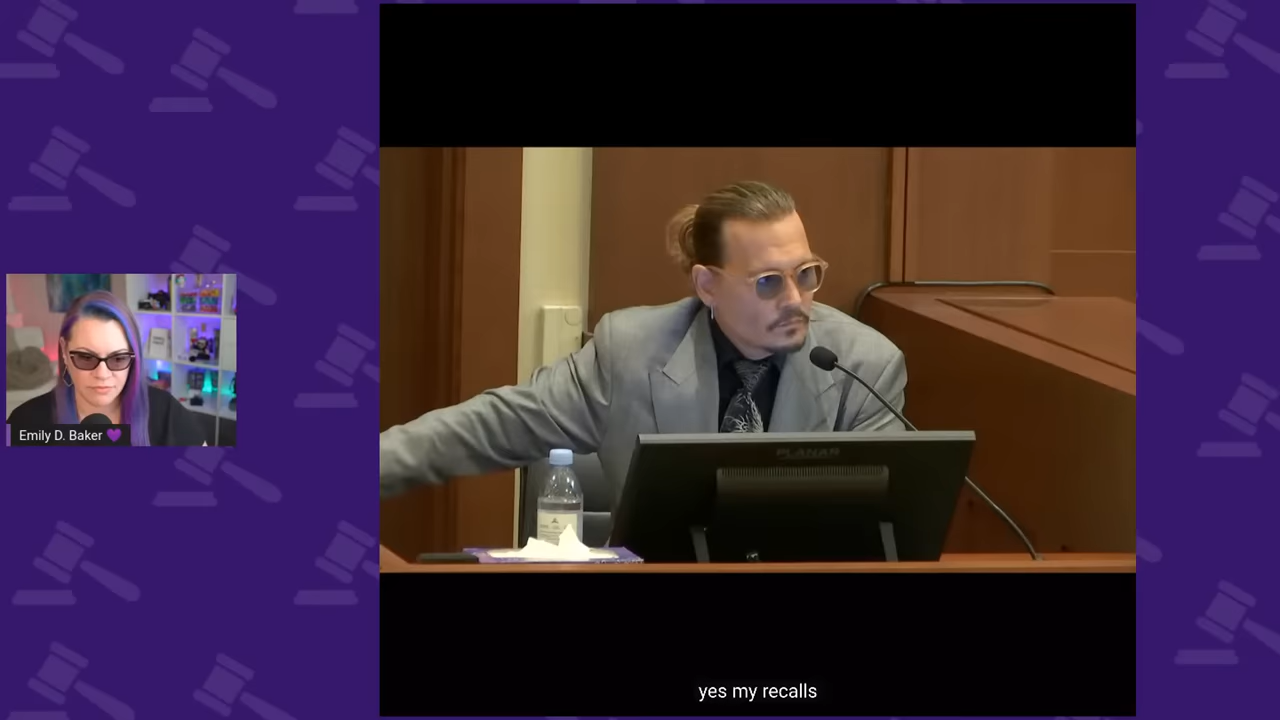 Emily D. Baker 💜
PLANAR
yes my recalls